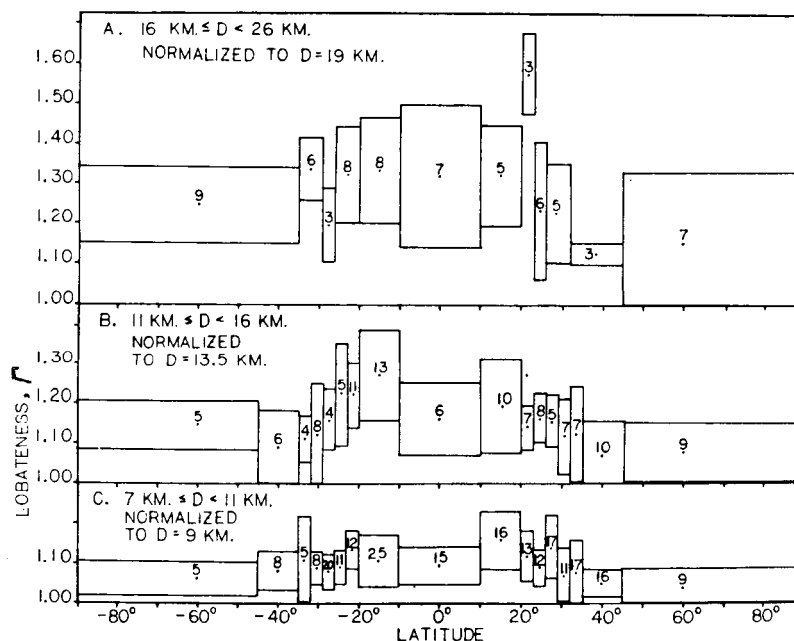 A. 16 KM. ≤ D < 26 KM.
NORMALIZED TO D=19 KM.
1.60
1.50
1.40
1.30
1.20
1.10
1.00
9 6 3 8 8 7 5 3 6 5 3 7
B. 11 KM. ≤ D < 16 KM.
NORMALIZED
TO D=13.5 KM.
1.30
1.20
1.10
1.00
5 6 4 8 4 5 11 13 6 10 7 8 5 7 7 10 9
C. 7 KM. ≤ D < 11 KM.
NORMALIZED
TO D=9 KM.
1.10
1.00
5 8 5 8 20 11 12 25 15 16 13 12 17 11 17 16 9
LOBATENESS, Γ
-80° -60° -40° -20° 0° 20° 40° 60° 80°
LATITUDE